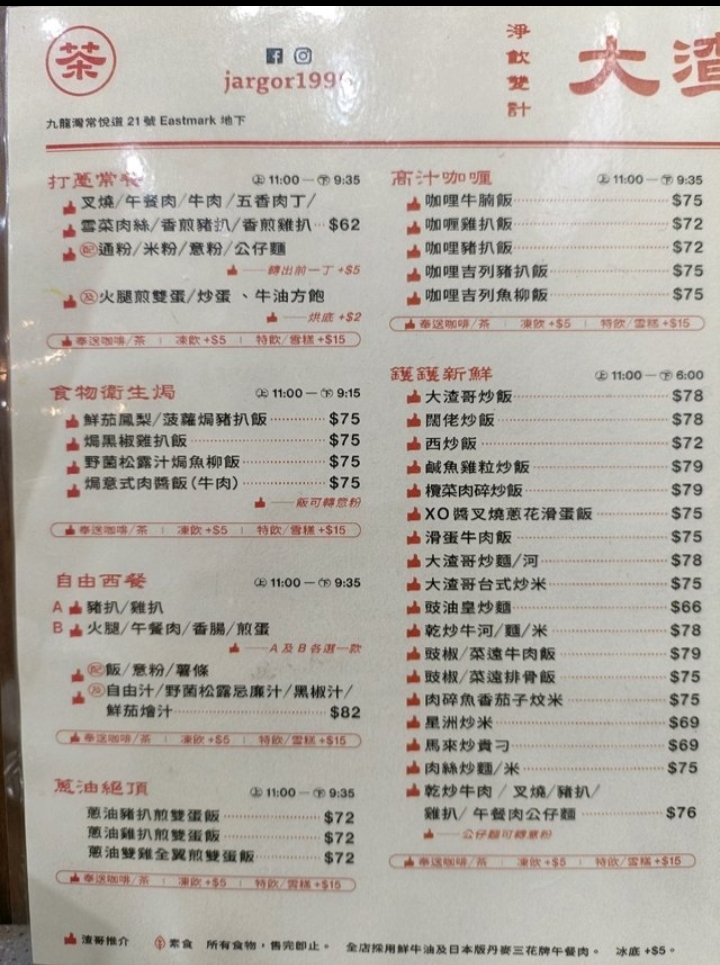 茶
jargor199
淨飲雙計
大渣
九龍灣常悅道 21 號 Eastmark 地下
打躉常餐 上 11:00 — 下 9:35
叉燒/午餐肉/牛肉/五香肉丁/
雪菜肉絲/香煎豬扒/香煎雞扒 $62
配 通粉/米粉/意粉/公仔麵
轉出前一丁 +$5
及 火腿煎雙蛋/炒蛋 、牛油方飽
烘底 +$2
奉送咖啡/茶 | 凍飲 +$5 | 特飲/雪糕 +$15
食物衛生焗 上 11:00 — 下 9:15
鮮茄鳳梨/菠蘿焗豬扒飯 $75
焗黑椒雞扒飯 $75
野菌松露汁焗魚柳飯 $75
焗意式肉醬飯(牛肉) $75
飯可轉意粉
奉送咖啡/茶 | 凍飲 +$5 | 特飲/雪糕 +$15
自由西餐 上 11:00 — 下 9:35
A 豬扒/雞扒
B 火腿/午餐肉/香腸/煎蛋
A 及 B 各選一款
配 飯/意粉/薯條
及 自由汁/野菌松露忌廉汁/黑椒汁/
鮮茄燴汁 $82
奉送咖啡/茶 | 凍飲 +$5 | 特飲/雪糕 +$15
蔥油絕頂 上 11:00 — 下 9:35
蔥油豬扒煎雙蛋飯 $72
蔥油雞扒煎雙蛋飯 $72
蔥油雙雞全翼煎雙蛋飯 $72
奉送咖啡/茶 | 凍飲 +$5 | 特飲/雪糕 +$15
高汁咖喱 上 11:00 — 下 9:35
咖哩牛腩飯 $75
咖喱雞扒飯 $72
咖哩豬扒飯 $72
咖哩吉列豬扒飯 $75
咖哩吉列魚柳飯 $75
奉送咖啡/茶 | 凍飲 +$5 | 特飲/雪糕 +$15
鑊鑊新鮮 上 11:00 — 下 6:00
大渣哥炒飯 $78
闊佬炒飯 $78
西炒飯 $72
鹹魚雞粒炒飯 $79
欖菜肉碎炒飯 $79
XO 醬叉燒蔥花滑蛋飯 $75
滑蛋牛肉飯 $75
大渣哥炒麵/河 $78
大渣哥台式炒米 $75
豉油皇炒麵 $66
乾炒牛河/麵/米 $78
豉椒/菜遠牛肉飯 $79
豉椒/菜遠排骨飯 $75
肉碎魚香茄子炆米 $75
星洲炒米 $69
馬來炒貴刁 $69
肉絲炒麵/米 $75
乾炒牛肉 / 叉燒/豬扒/
雞扒/ 午餐肉公仔麵 $76
公仔麵可轉意粉
奉送咖啡/茶 | 凍飲 +$5 | 特飲/雪糕 +$15
渣哥推介 素食 所有食物，售完即止。 全店採用鮮牛油及日本版丹麥三花牌午餐肉。 冰底 +$5。